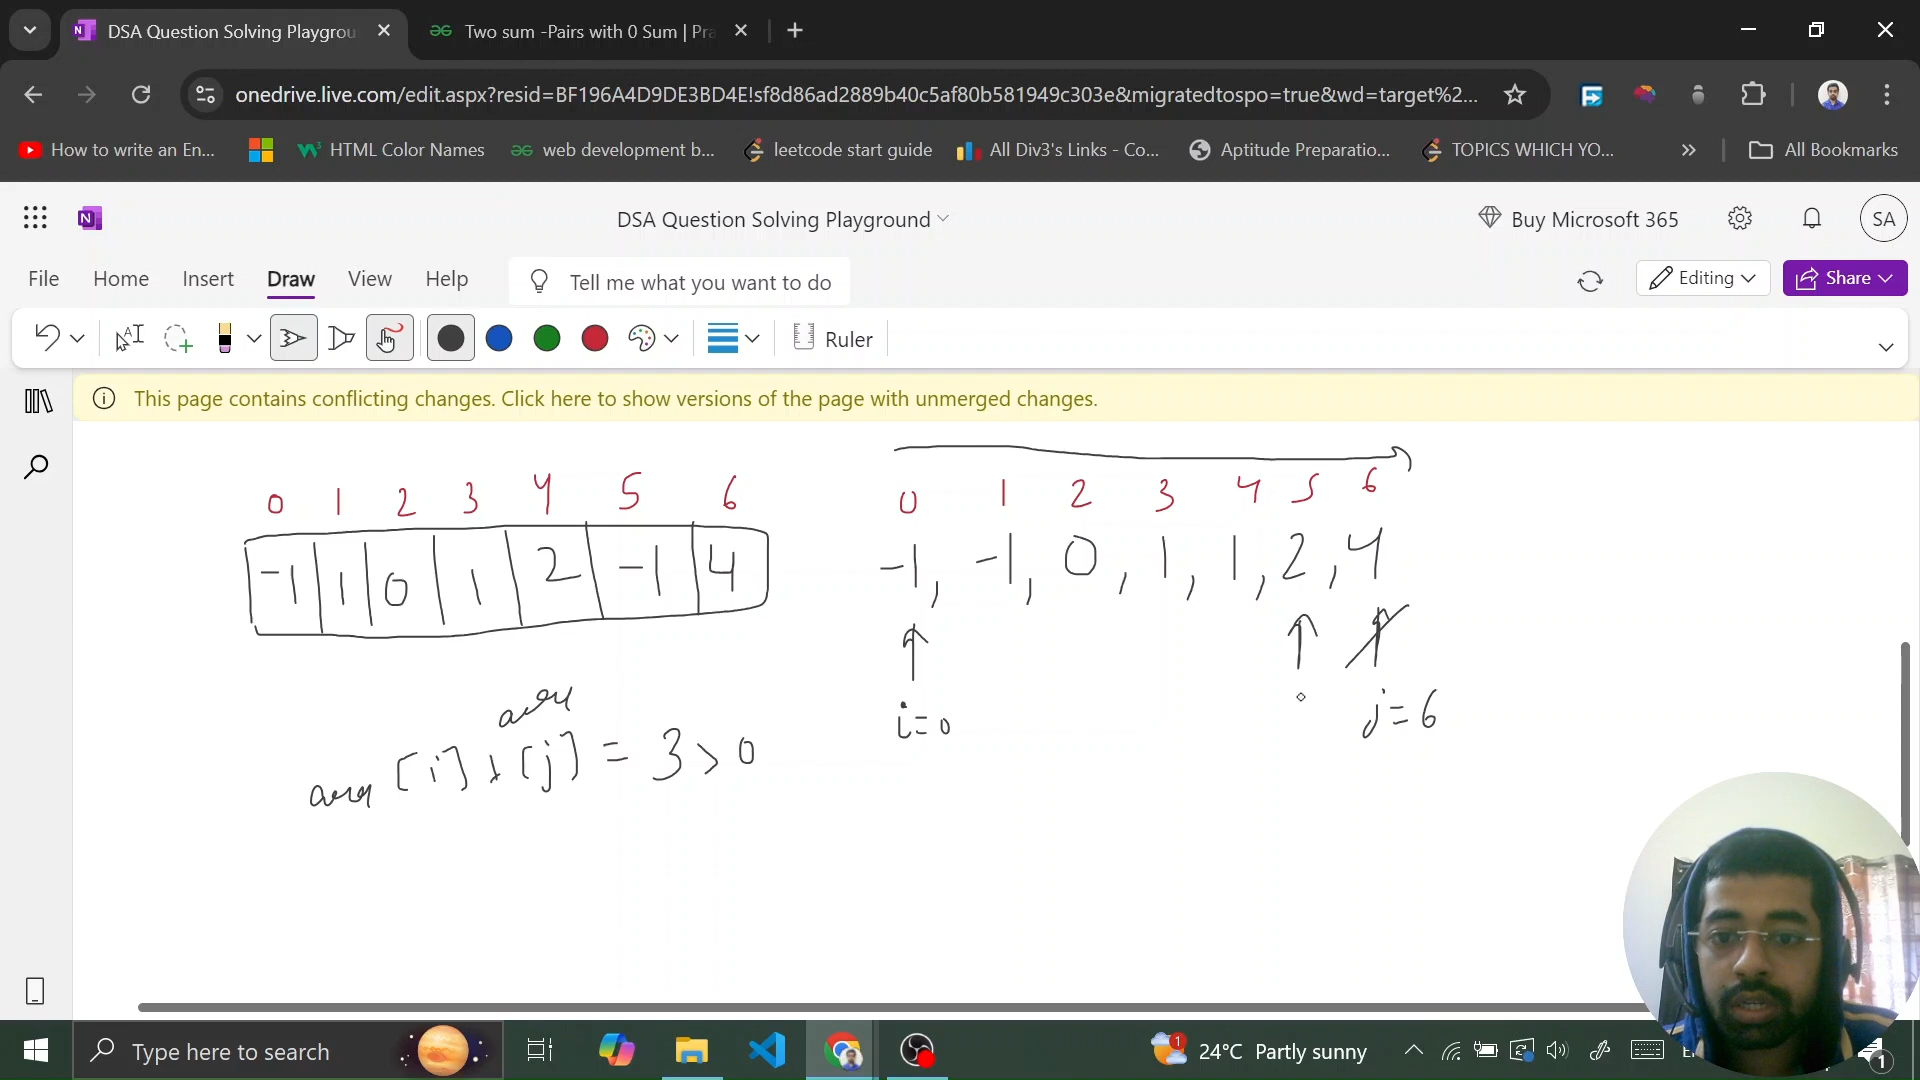 DSA Question Solving Playgrou
Two sum -Pairs with 0 Sum | Pra
onedrive.live.com/edit.aspx?resid=BF196A4D9DE3BD4E!sf8d86ad2889b40c5af80b581949c303e&migratedtospo=true&wd=target%2...
How to write an En...
HTML Color Names
web development b...
leetcode start guide
All Div3's Links - Co...
Aptitude Preparatio...
TOPICS WHICH YO...
All Bookmarks
DSA Question Solving Playground
Buy Microsoft 365
SA
File Home Insert Draw View Help
Tell me what you want to do
Editing
Share
Ruler
This page contains conflicting changes. Click here to show versions of the page with unmerged changes.
0 1 2 3 4 5 6
-1 1 0 1 2 -1 4
0 1 2 3 4 5 6
-1, -1, 0, 1, 1, 2, 4
i=0
j=6
arr
arr [i] + [j] = 3 > 0
Type here to search
24°C Partly sunny
1
1